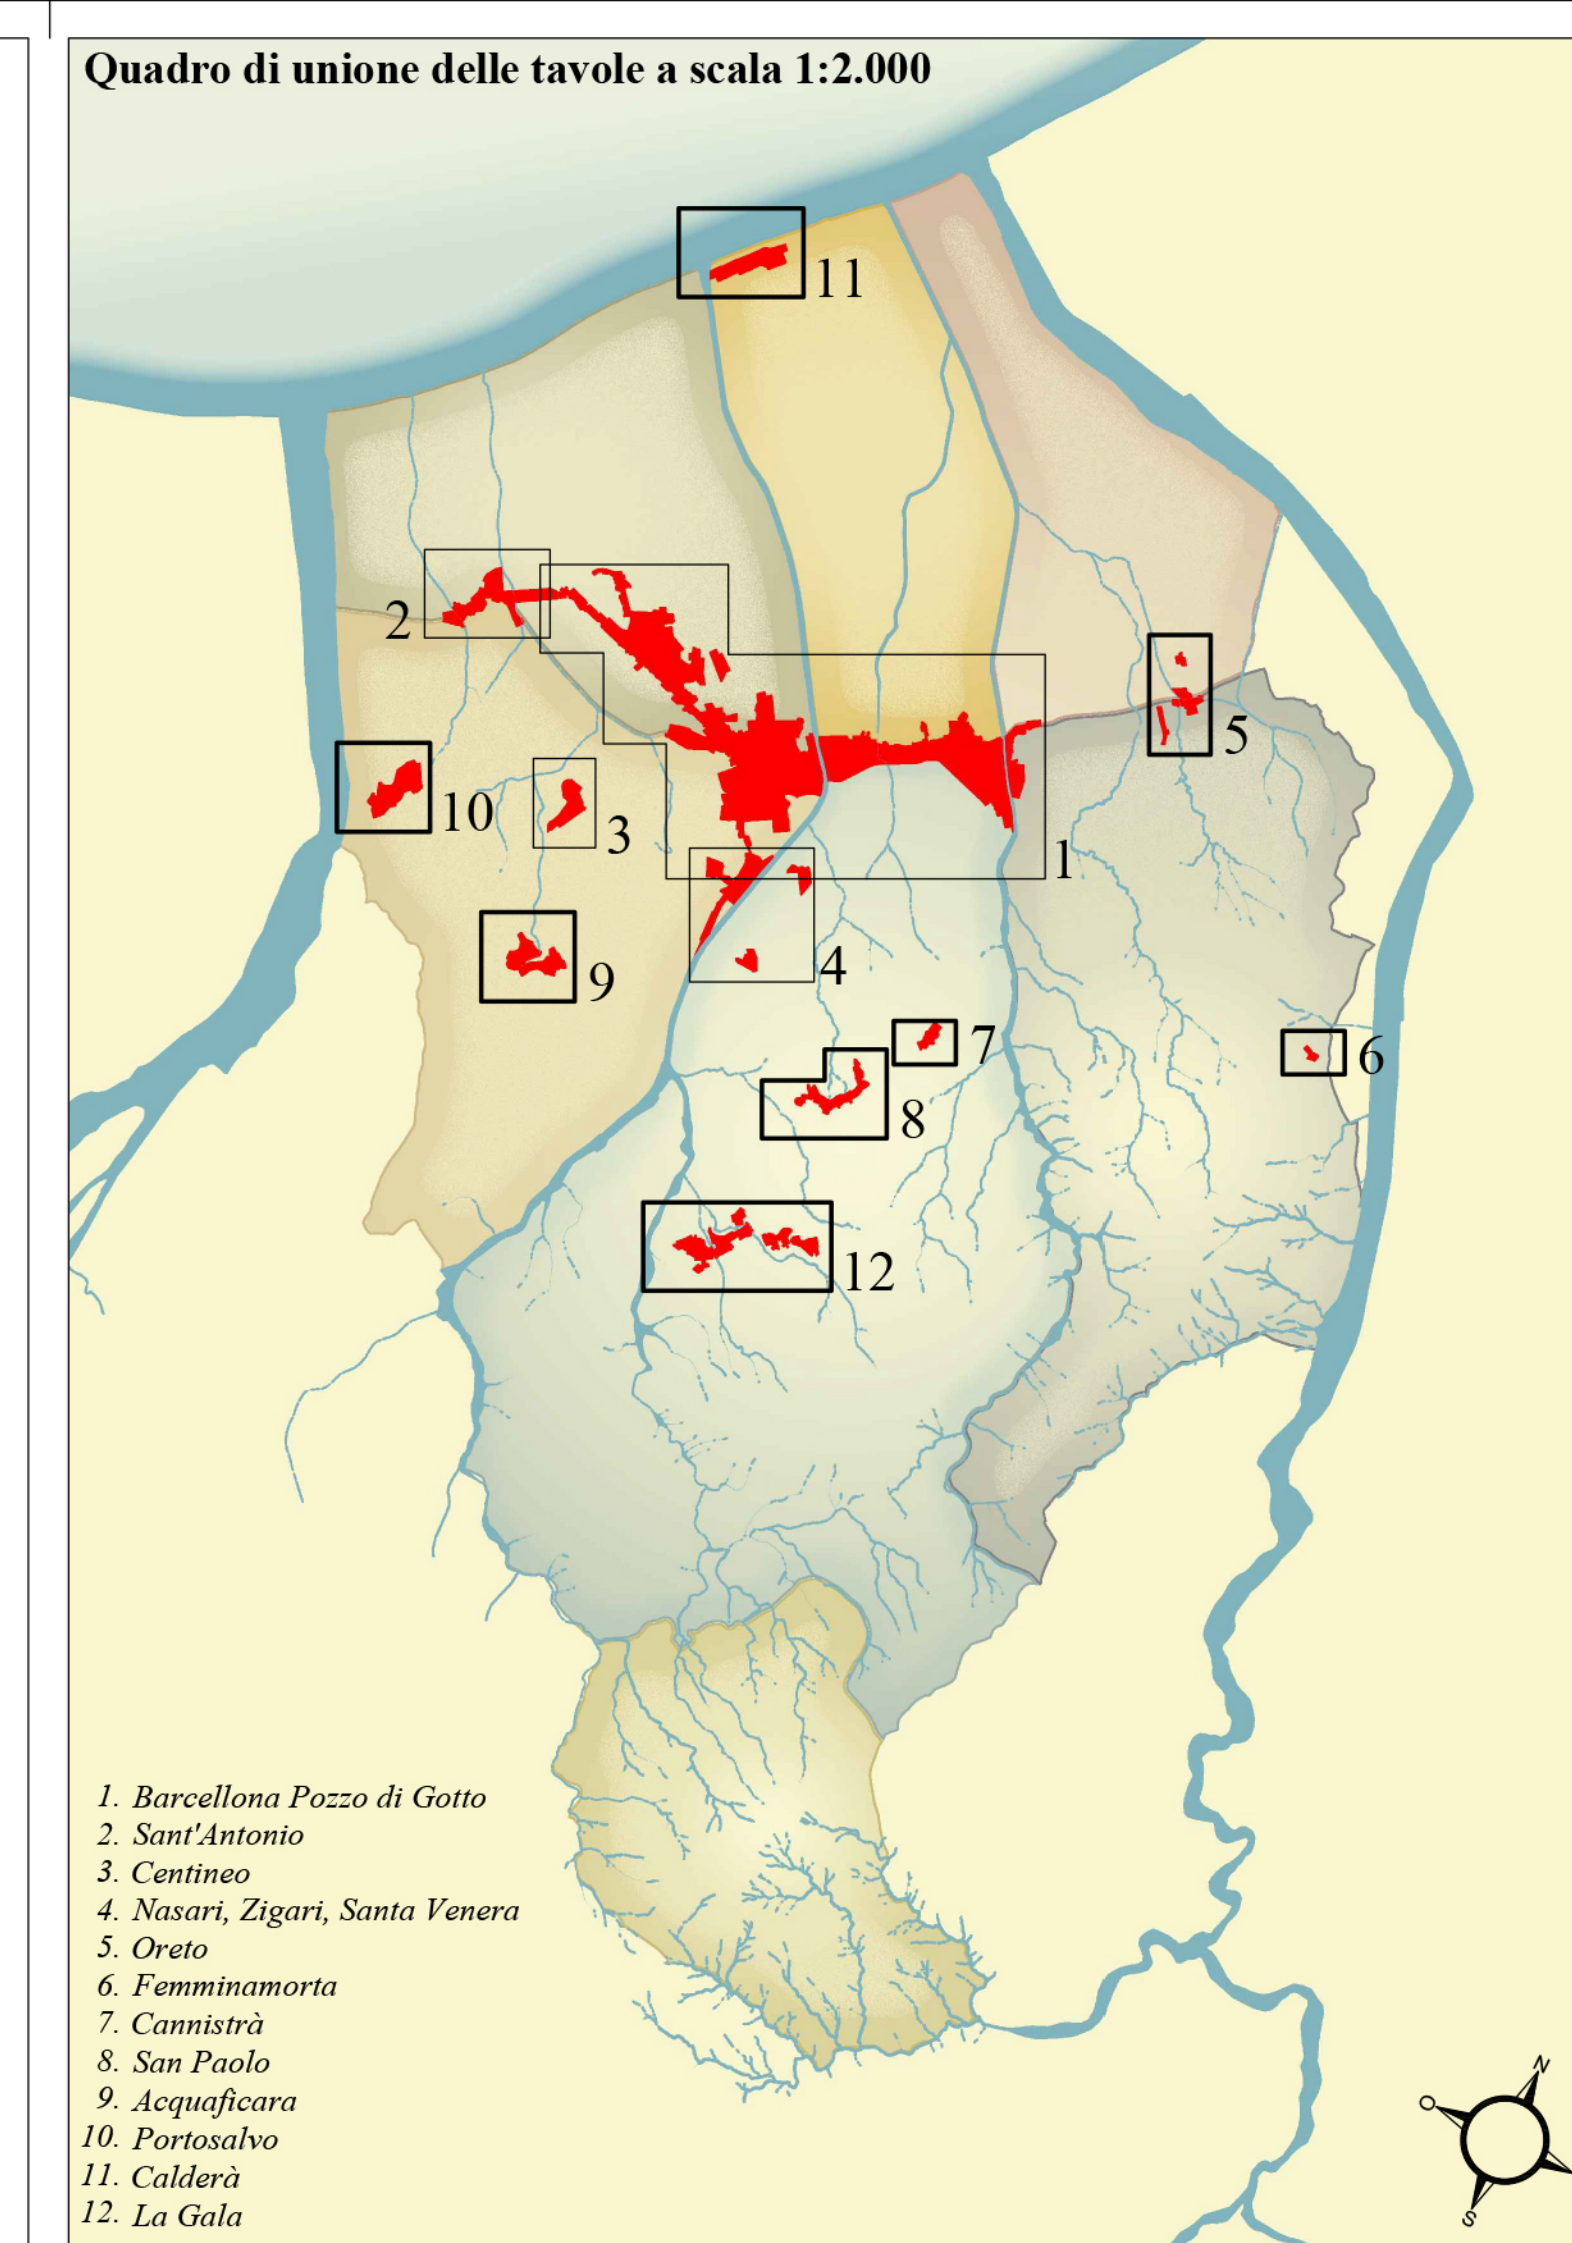 Quadro di unione delle tavole a scala 1:2.000
11
2
5
10
3
1
9
4
7
6
8
12
1. Barcellona Pozzo di Gotto
2. Sant'Antonio
3. Centineo
4. Nasari, Zigari, Santa Venera
5. Oreto
6. Femminamorta
7. Cannistrà
8. San Paolo
9. Acquaficara
10. Portosalvo
11. Calderà
12. La Gala
N
O
S